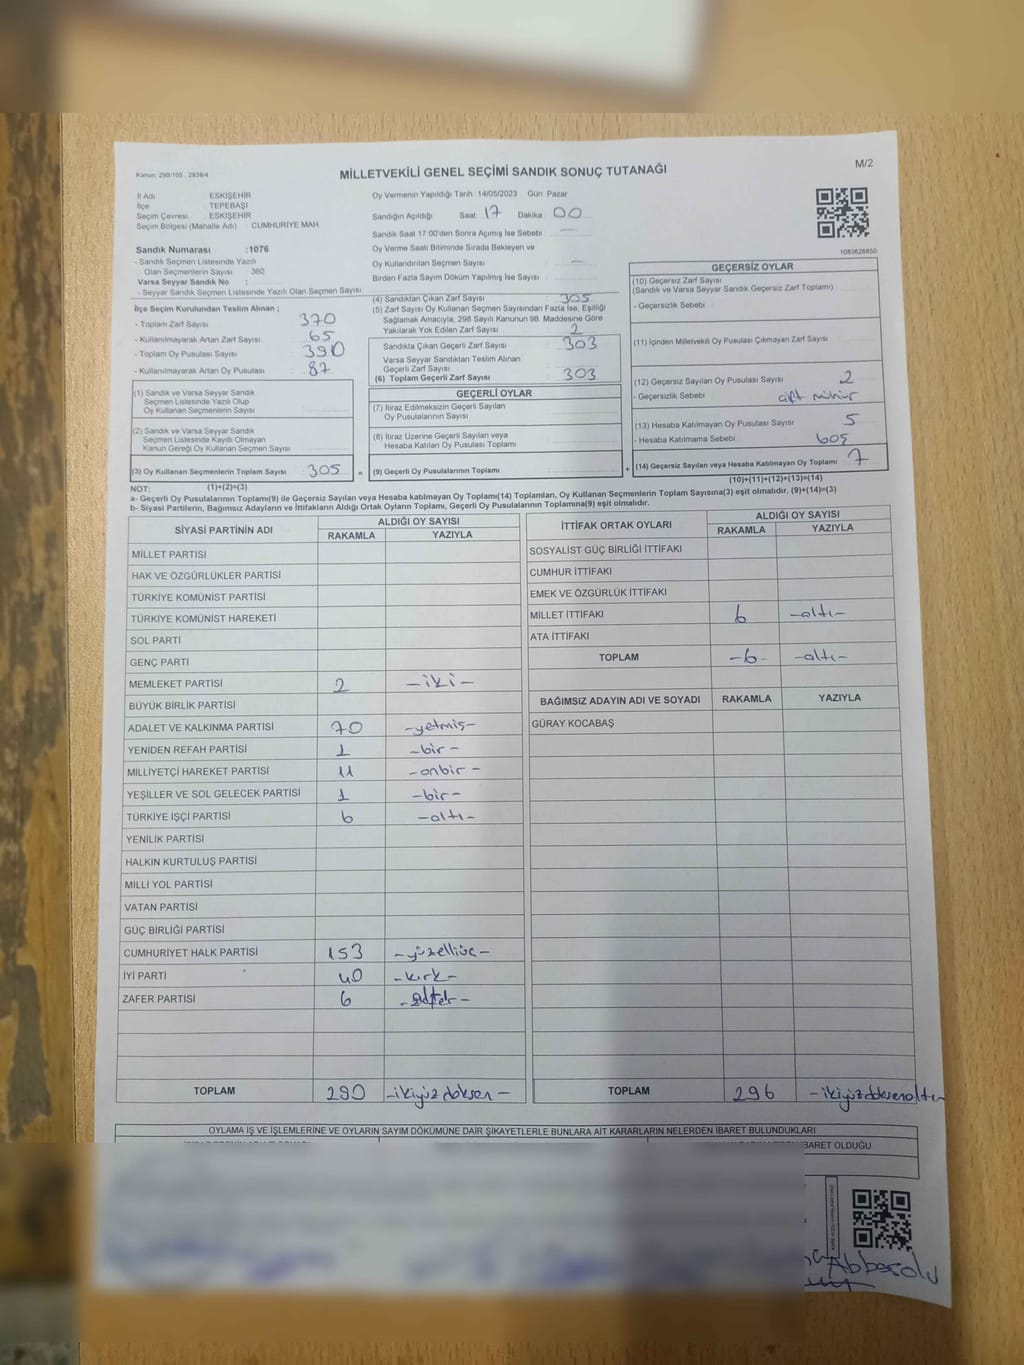 Kanun; 298/105 , 2839/4
MİLLETVEKİLİ GENEL SEÇİMİ SANDIK SONUÇ TUTANAĞI
M/2
İl Adı ESKİŞEHİR
İlçe TEPEBAŞI
Seçim Çevresi : ESKİŞEHİR
Seçim Bölgesi (Mahalle Adı) CUMHURİYE MAH.
Sandık Numarası :1076
- Sandık Seçmen Listesinde Yazılı
Olan Seçmenlerin Sayısı 360
Varsa Seyyar Sandık No :
- Seyyar Sandık Seçmen Listesinde Yazılı Olan Seçmen Sayısı
Oy Vermenin Yapıldığı Tarih 14/05/2023 Gün Pazar
Sandığın Açıldığı Saat 17 Dakika 00
Sandık Saat 17:00'den Sonra Açılmış İse Sebebi —
Oy Verme Saati Bitiminde Sırada Bekleyen ve
Oy Kullandırılan Seçmen Sayısı —
Birden Fazla Sayım Döküm Yapılmış İse Sayısı
1083626850
İlçe Seçim Kurulundan Teslim Alınan ;
- Toplam Zarf Sayısı 370
- Kullanılmayarak Artan Zarf Sayısı 65
- Toplam Oy Pusulası Sayısı 390
- Kullanılmayarak Artan Oy Pusulası 87
(4) Sandıktan Çıkan Zarf Sayısı 305
(5) Zarf Sayısı Oy Kullanan Seçmen Sayısından Fazla İse, Eşitliği
Sağlamak Amacıyla, 298 Sayılı Kanunun 98. Maddesine Göre
Yakılarak Yok Edilen Zarf Sayısı 2
Sandıkta Çıkan Geçerli Zarf Sayısı 303
Varsa Seyyar Sandıktan Teslim Alınan
Geçerli Zarf Sayısı
(6) Toplam Geçerli Zarf Sayısı 303
(1) Sandık ve Varsa Seyyar Sandık
Seçmen Listesinde Yazılı Olup
Oy Kullanan Seçmenlerin Sayısı
(2) Sandık ve Varsa Seyyar Sandık
Seçmen Listesinde Kayıtlı Olmayan
Kanun Gereği Oy Kullanan Seçmen Sayısı
(3) Oy Kullanan Seçmenlerin Toplam Sayısı 305 =
(1)+(2)=(3)
GEÇERLİ OYLAR
(7) İtiraz Edilmeksizin Geçerli Sayılan
Oy Pusulalarının Sayısı
(8) İtiraz Üzerine Geçerli Sayılan veya
Hesaba Katılan Oy Pusulası Toplamı
(9) Geçerli Oy Pusulalarının Toplamı +
GEÇERSİZ OYLAR
(10) Geçersiz Zarf Sayısı
(Sandık ve Varsa Seyyar Sandık Geçersiz Zarf Toplamı)
- Geçersizlik Sebebi
(11) İçinden Milletvekili Oy Pusulası Çıkmayan Zarf Sayısı
(12) Geçersiz Sayılan Oy Pusulası Sayısı 2
- Geçersizlik Sebebi çift mühür
(13) Hesaba Katılmayan Oy Pusulası Sayısı 5
- Hesaba Katılmama Sebebi boş
(14) Geçersiz Sayılan veya Hesaba Katılmayan Oy Toplamı 7
(10)+(11)+(12)+(13)=(14)
NOT:
a- Geçerli Oy Pusulalarının Toplamı(9) ile Geçersiz Sayılan veya Hesaba katılmayan Oy Toplamı(14) Toplamları, Oy Kullanan Seçmenlerin Toplam Sayısına(3) eşit olmalıdır. (9)+(14)=(3)
b- Siyasi Partilerin, Bağımsız Adayların ve İttifakların Aldığı Ortak Oyların Toplamı, Geçerli Oy Pusulalarının Toplamına(9) eşit olmalıdır.
SİYASİ PARTİNİN ADI ALDIĞI OY SAYISI
RAKAMLA YAZIYLA
MİLLET PARTİSİ
HAK VE ÖZGÜRLÜKLER PARTİSİ
TÜRKİYE KOMÜNİST PARTİSİ
TÜRKİYE KOMÜNİST HAREKETİ
SOL PARTİ
GENÇ PARTİ
MEMLEKET PARTİSİ 2 -iki-
BÜYÜK BİRLİK PARTİSİ
ADALET VE KALKINMA PARTİSİ 70 -yetmiş-
YENİDEN REFAH PARTİSİ 1 -bir-
MİLLİYETÇİ HAREKET PARTİSİ 11 -onbir-
YEŞİLLER VE SOL GELECEK PARTİSİ 1 -bir-
TÜRKİYE İŞÇİ PARTİSİ 6 -altı-
YENİLİK PARTİSİ
HALKIN KURTULUŞ PARTİSİ
MİLLİ YOL PARTİSİ
VATAN PARTİSİ
GÜÇ BİRLİĞİ PARTİSİ
CUMHURİYET HALK PARTİSİ 153 -yüzelliüç-
İYİ PARTİ 40 -kırk-
ZAFER PARTİSİ 6
TOPLAM 290 -ikiyüzdoksan-
İTTİFAK ORTAK OYLARI ALDIĞI OY SAYISI
RAKAMLA YAZIYLA
SOSYALİST GÜÇ BİRLİĞİ İTTİFAKI
CUMHUR İTTİFAKI
EMEK VE ÖZGÜRLÜK İTTİFAKI
MİLLET İTTİFAKI 6 -altı-
ATA İTTİFAKI
TOPLAM -6- -altı-
BAĞIMSIZ ADAYIN ADI VE SOYADI RAKAMLA YAZIYLA
GÜRAY KOCABAŞ
TOPLAM 296 -ikiyüzdoksanaltı-
OYLAMA İŞ VE İŞLEMLERİNE VE OYLARIN SAYIM DÖKÜMÜNE DAİR ŞİKAYETLERLE BUNLARA AİT KARARLARIN NELERDEN İBARET BULUNDUKLARI
İBARET OLDUĞU